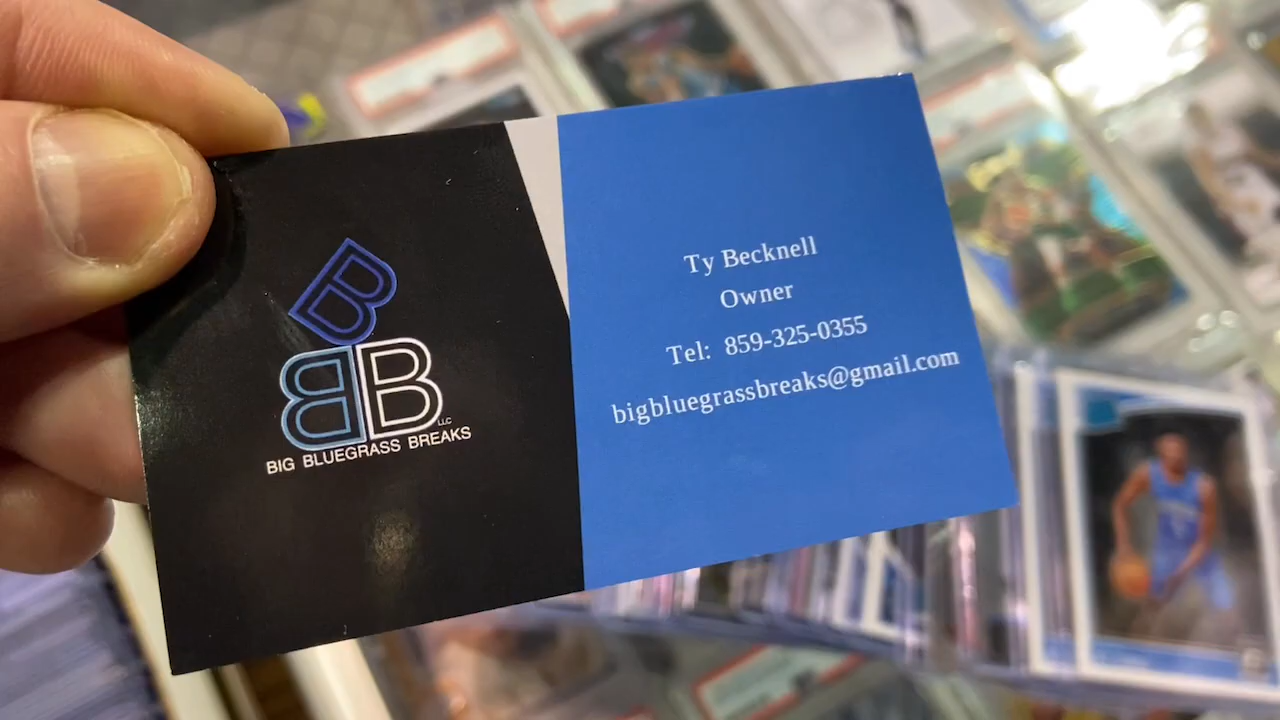 B
BB
LLC
BIG BLUEGRASS BREAKS
Ty Becknell
Owner
Tel: 859-325-0355
bigbluegrassbreaks@gmail.com